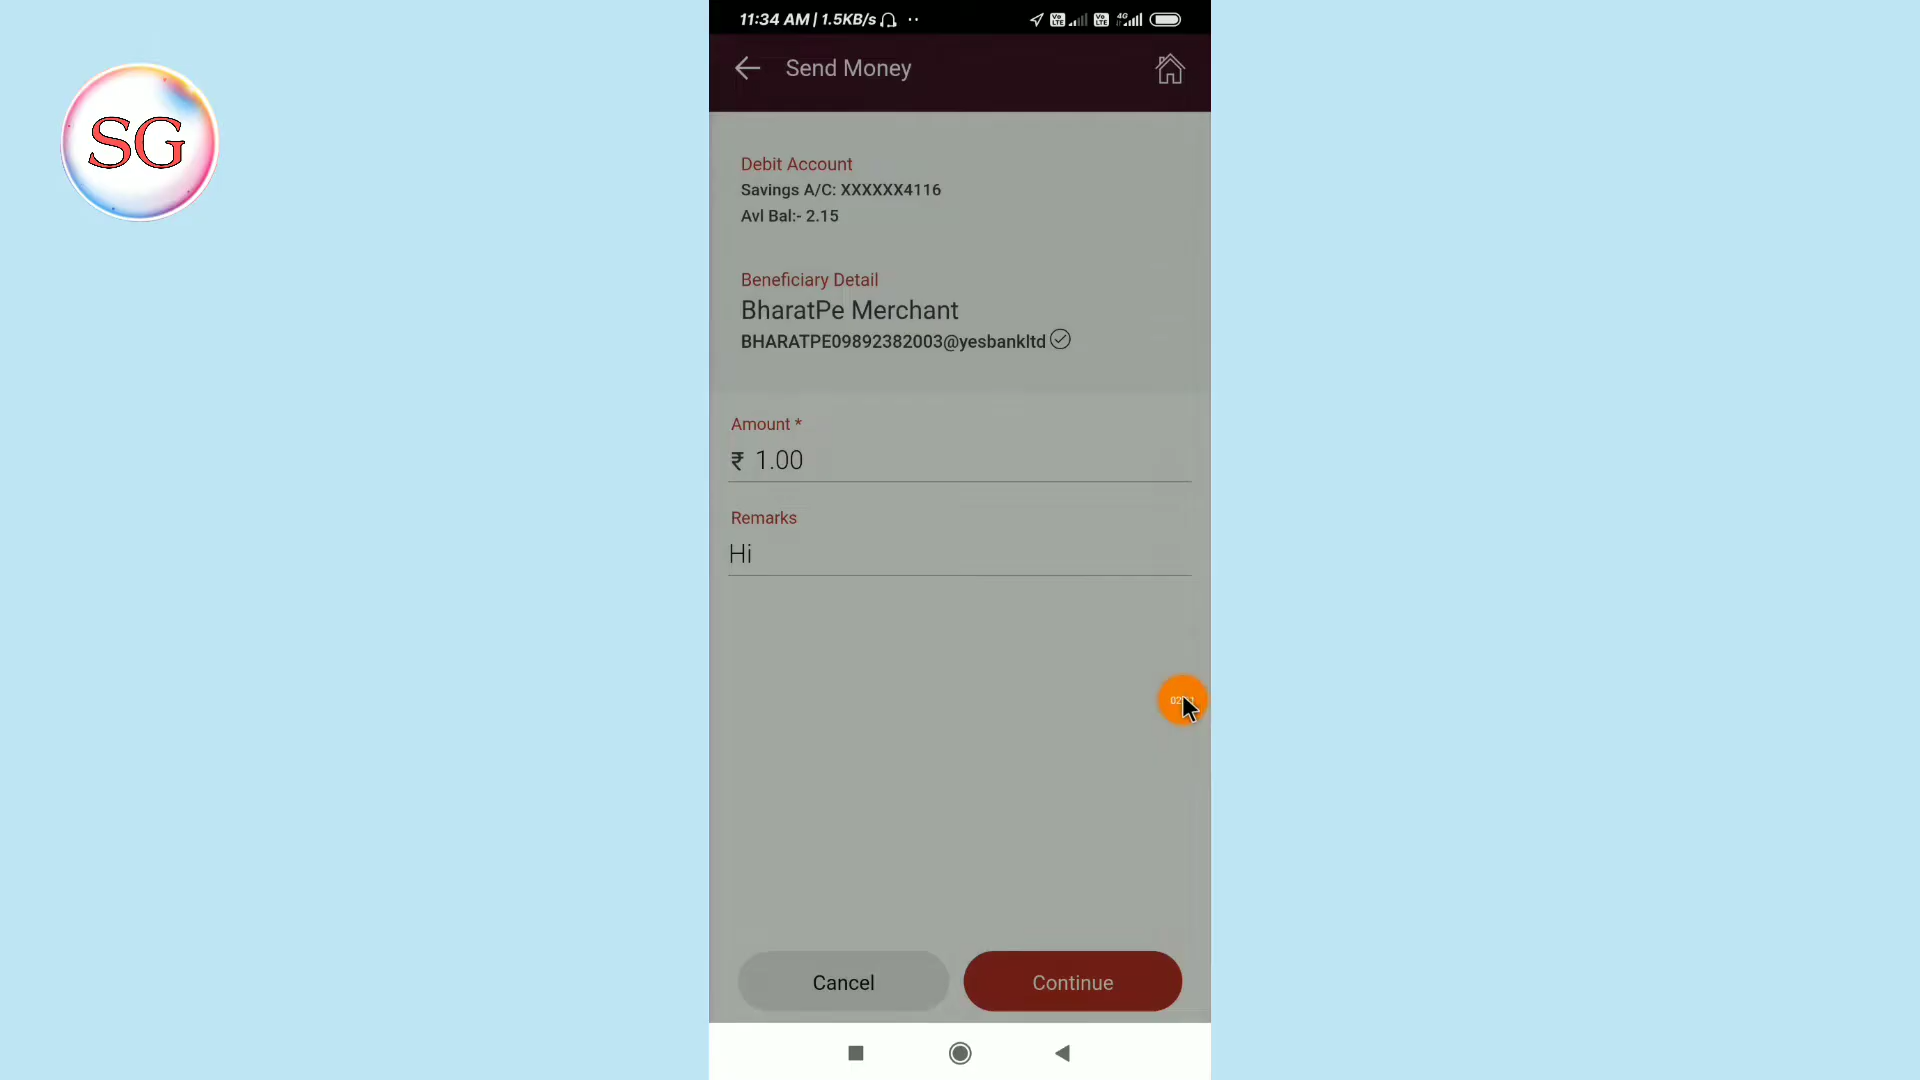 SG
11:34 AM | 1.5KB/s
4G
Send Money
Debit Account
Savings A/C: XXXXXX4116
Avl Bal:- 2.15
Beneficiary Detail
BharatPe Merchant
BHARATPE09892382003@yesbankltd
Amount *
₹ 1.00
Remarks
Hi
Cancel
Continue